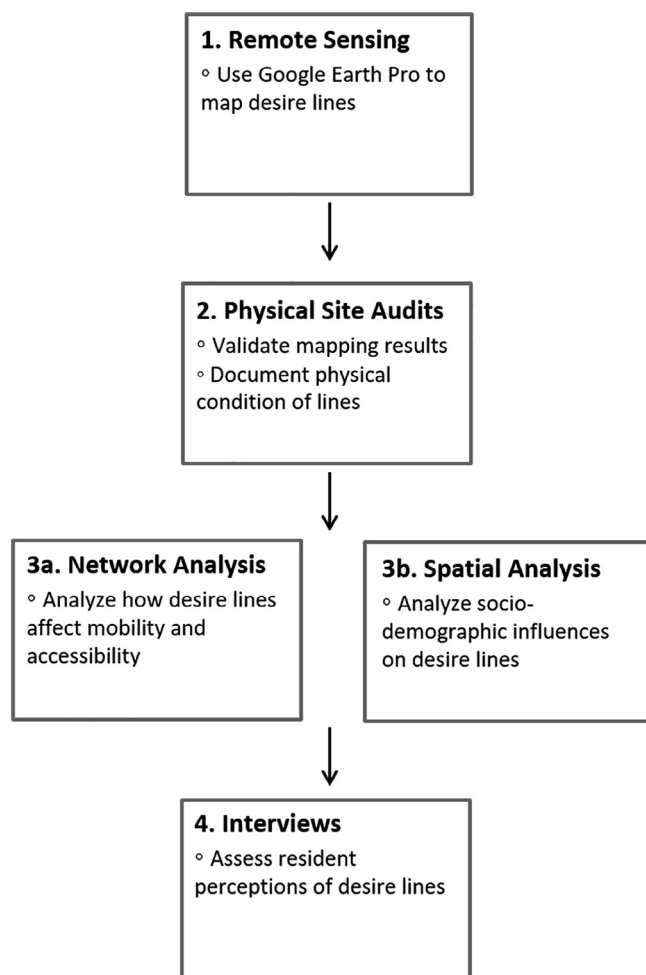 1. Remote Sensing
° Use Google Earth Pro to
map desire lines
2. Physical Site Audits
° Validate mapping results
° Document physical
condition of lines
3a. Network Analysis
° Analyze how desire lines
affect mobility and
accessibility
3b. Spatial Analysis
° Analyze socio-
demographic influences
on desire lines
4. Interviews
° Assess resident
perceptions of desire lines